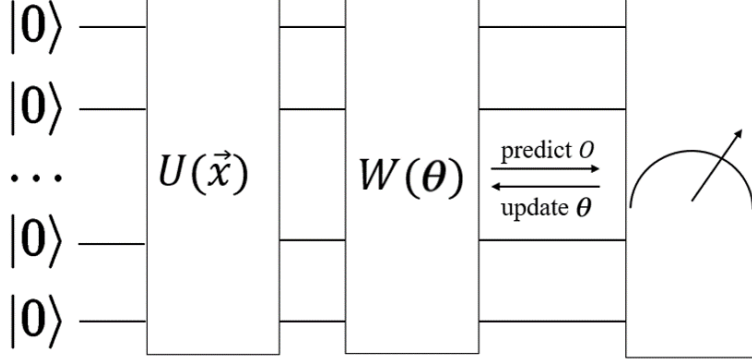 |0⟩
|0⟩
...
|0⟩
|0⟩
U(x⃗)
W(θ)
predict O
update θ